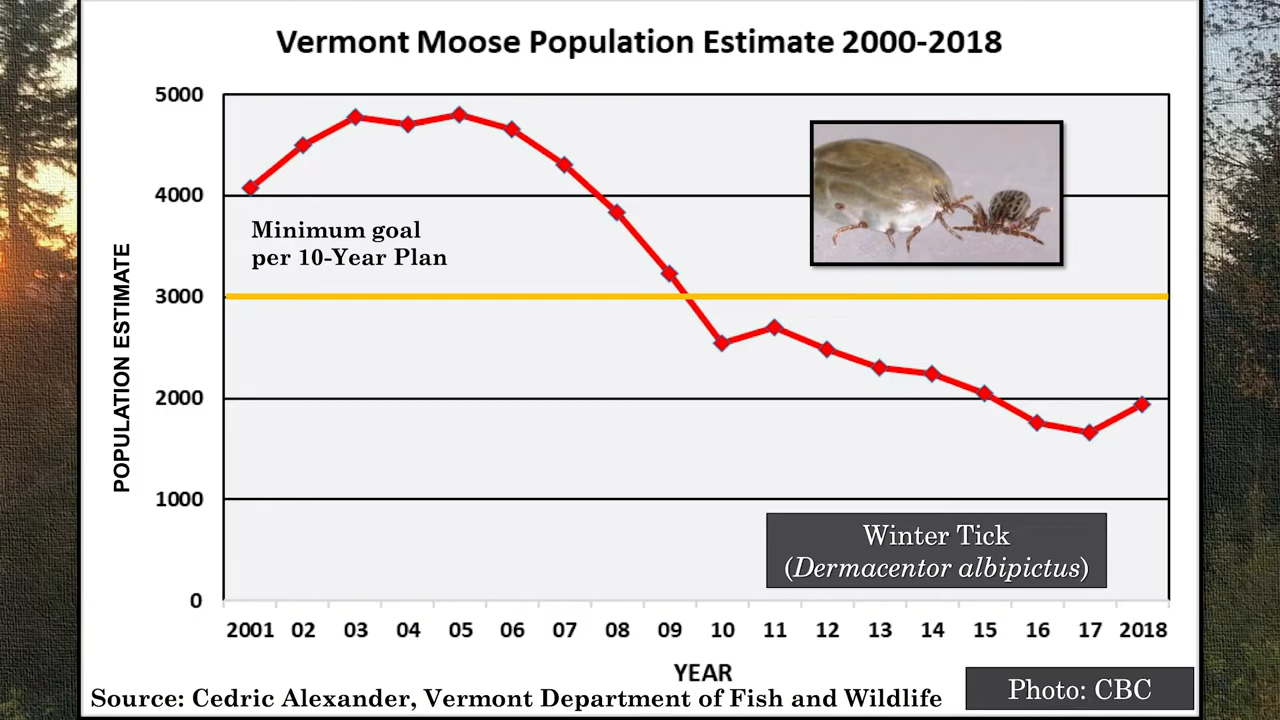 Vermont Moose Population Estimate 2000-2018
5000
4000
Minimum goal
per 10-Year Plan
3000
2000
1000
0
POPULATION ESTIMATE
Winter Tick
(Dermacentor albipictus)
2001 02 03 04 05 06 07 08 09 10 11 12 13 14 15 16 17 2018
YEAR
Source: Cedric Alexander, Vermont Department of Fish and Wildlife
Photo: CBC